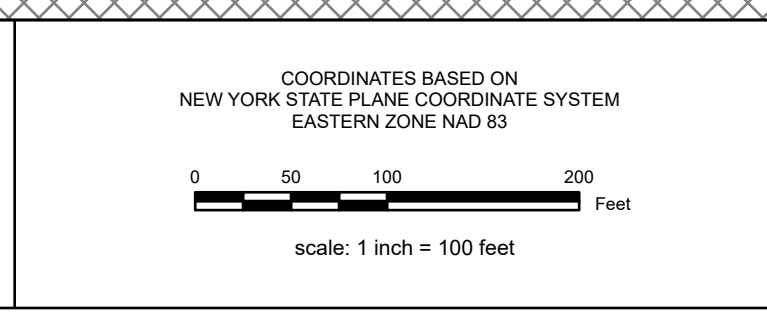 COORDINATES BASED ON
NEW YORK STATE PLANE COORDINATE SYSTEM
EASTERN ZONE NAD 83
0 50 100 200
Feet
scale: 1 inch = 100 feet